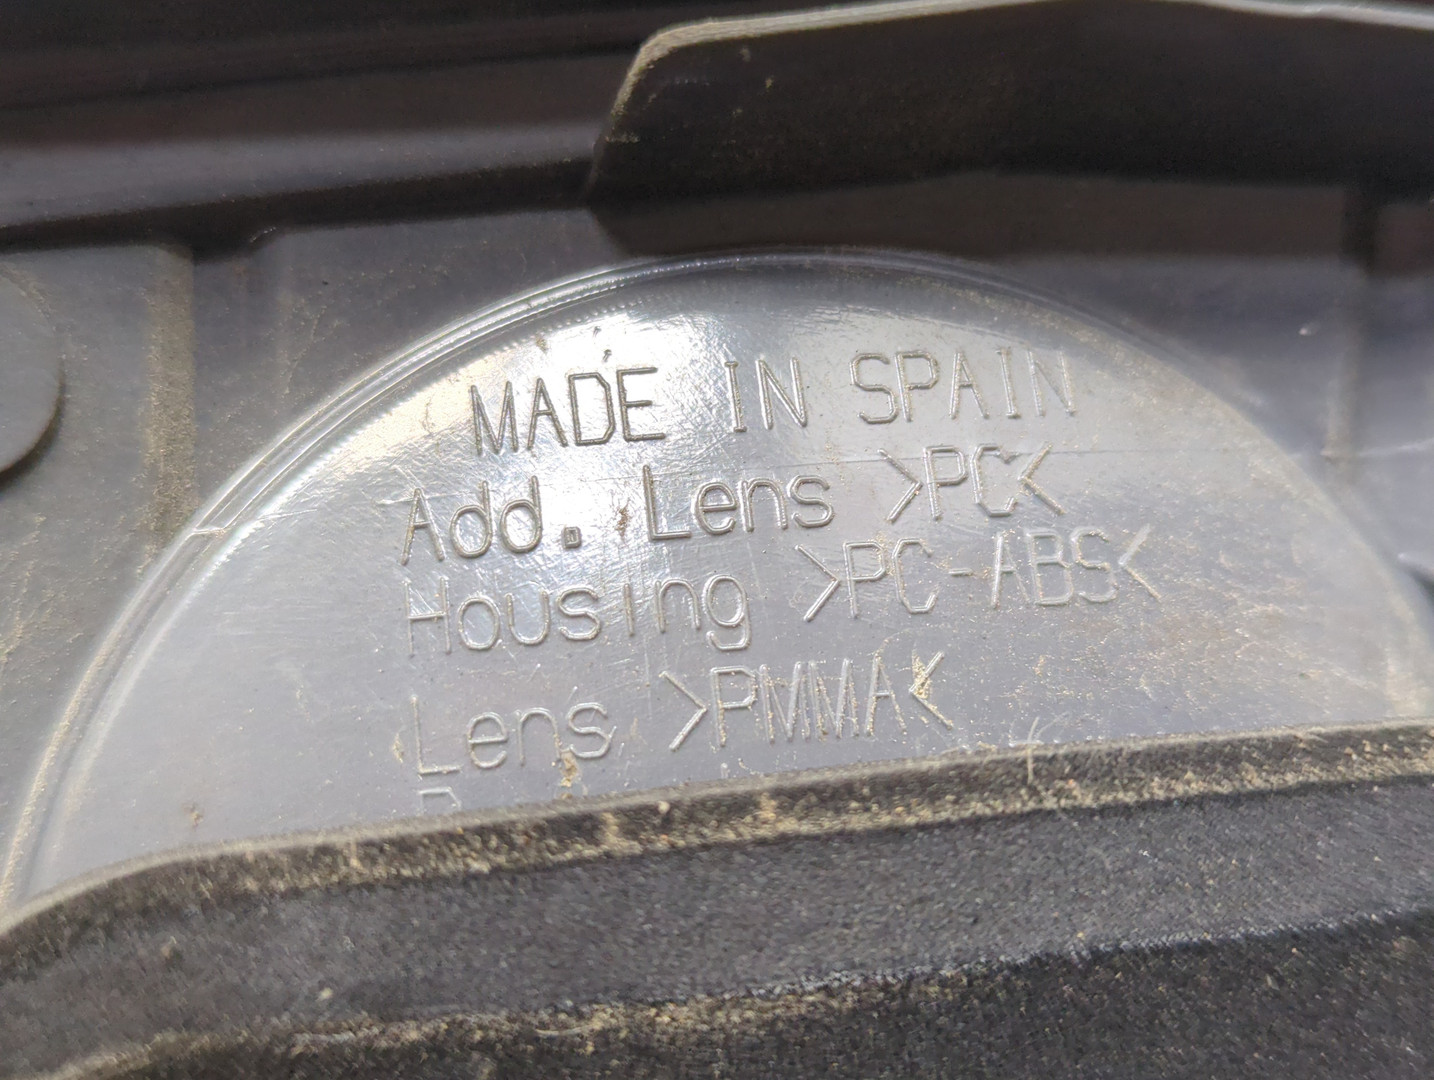 MADE IN SPAIN
Add. Lens >PC<
Housing >PC-ABS<
Lens >PMMA<